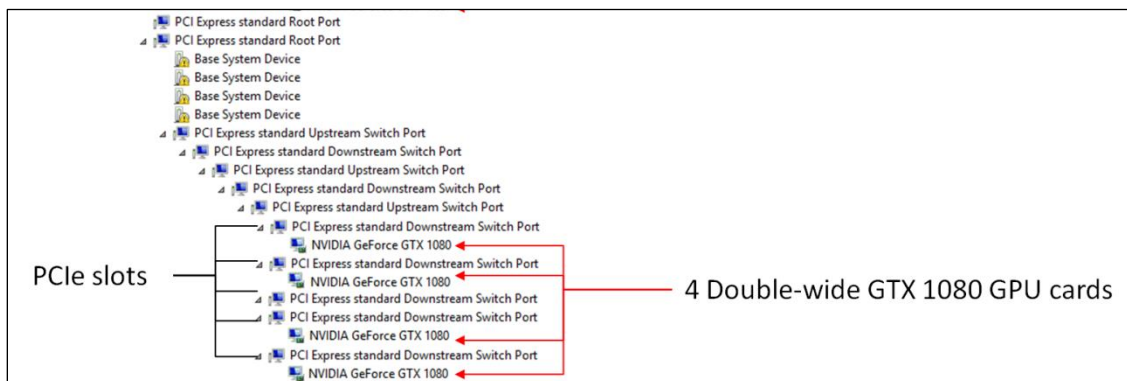 PCI Express standard Root Port
PCI Express standard Root Port
Base System Device
Base System Device
Base System Device
Base System Device
PCI Express standard Upstream Switch Port
PCI Express standard Downstream Switch Port
PCI Express standard Upstream Switch Port
PCI Express standard Downstream Switch Port
PCI Express standard Upstream Switch Port
PCI Express standard Downstream Switch Port
NVIDIA GeForce GTX 1080
PCI Express standard Downstream Switch Port
NVIDIA GeForce GTX 1080
PCI Express standard Downstream Switch Port
PCI Express standard Downstream Switch Port
NVIDIA GeForce GTX 1080
PCI Express standard Downstream Switch Port
NVIDIA GeForce GTX 1080
PCIe slots
4 Double-wide GTX 1080 GPU cards